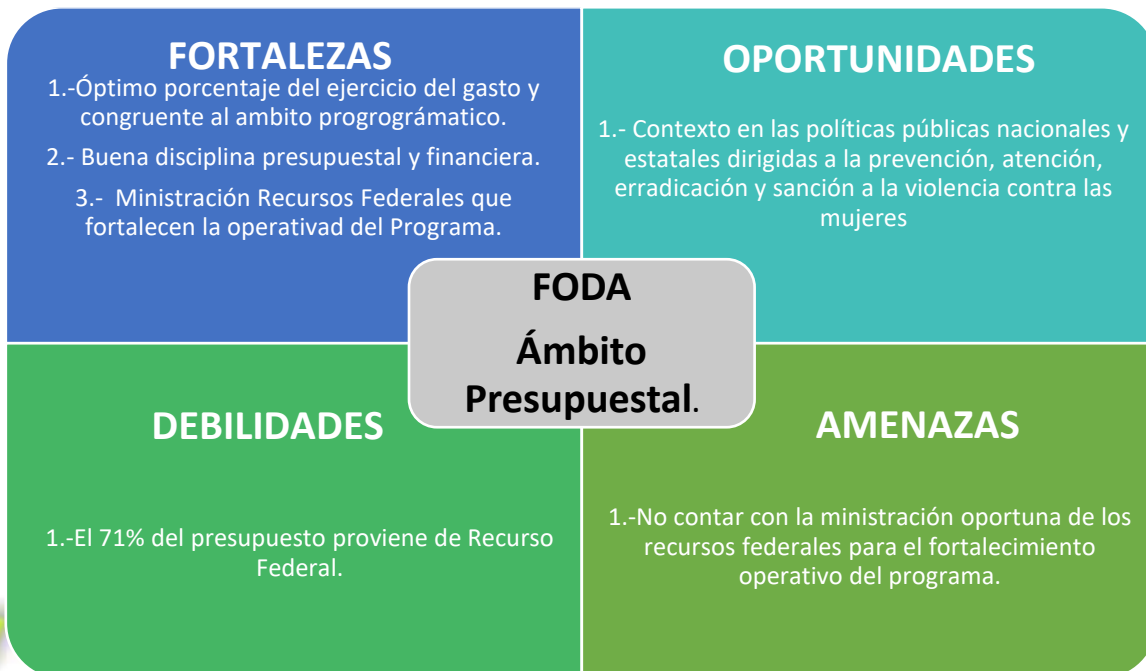 FORTALEZAS
1.-Óptimo porcentaje del ejercicio del gasto y
congruente al ambito progrográmatico.
2.- Buena disciplina presupuestal y financiera.
3.-  Ministración Recursos Federales que
fortalecen la operativad del Programa.
OPORTUNIDADES
1.- Contexto en las políticas públicas nacionales y
estatales dirigidas a la prevención, atención,
erradicación y sanción a la violencia contra las
mujeres
FODA
Ámbito
Presupuestal.
DEBILIDADES
1.-El 71% del presupuesto proviene de Recurso
Federal.
AMENAZAS
1.-No contar con la ministración oportuna de los
recursos federales para el fortalecimiento
operativo del programa.